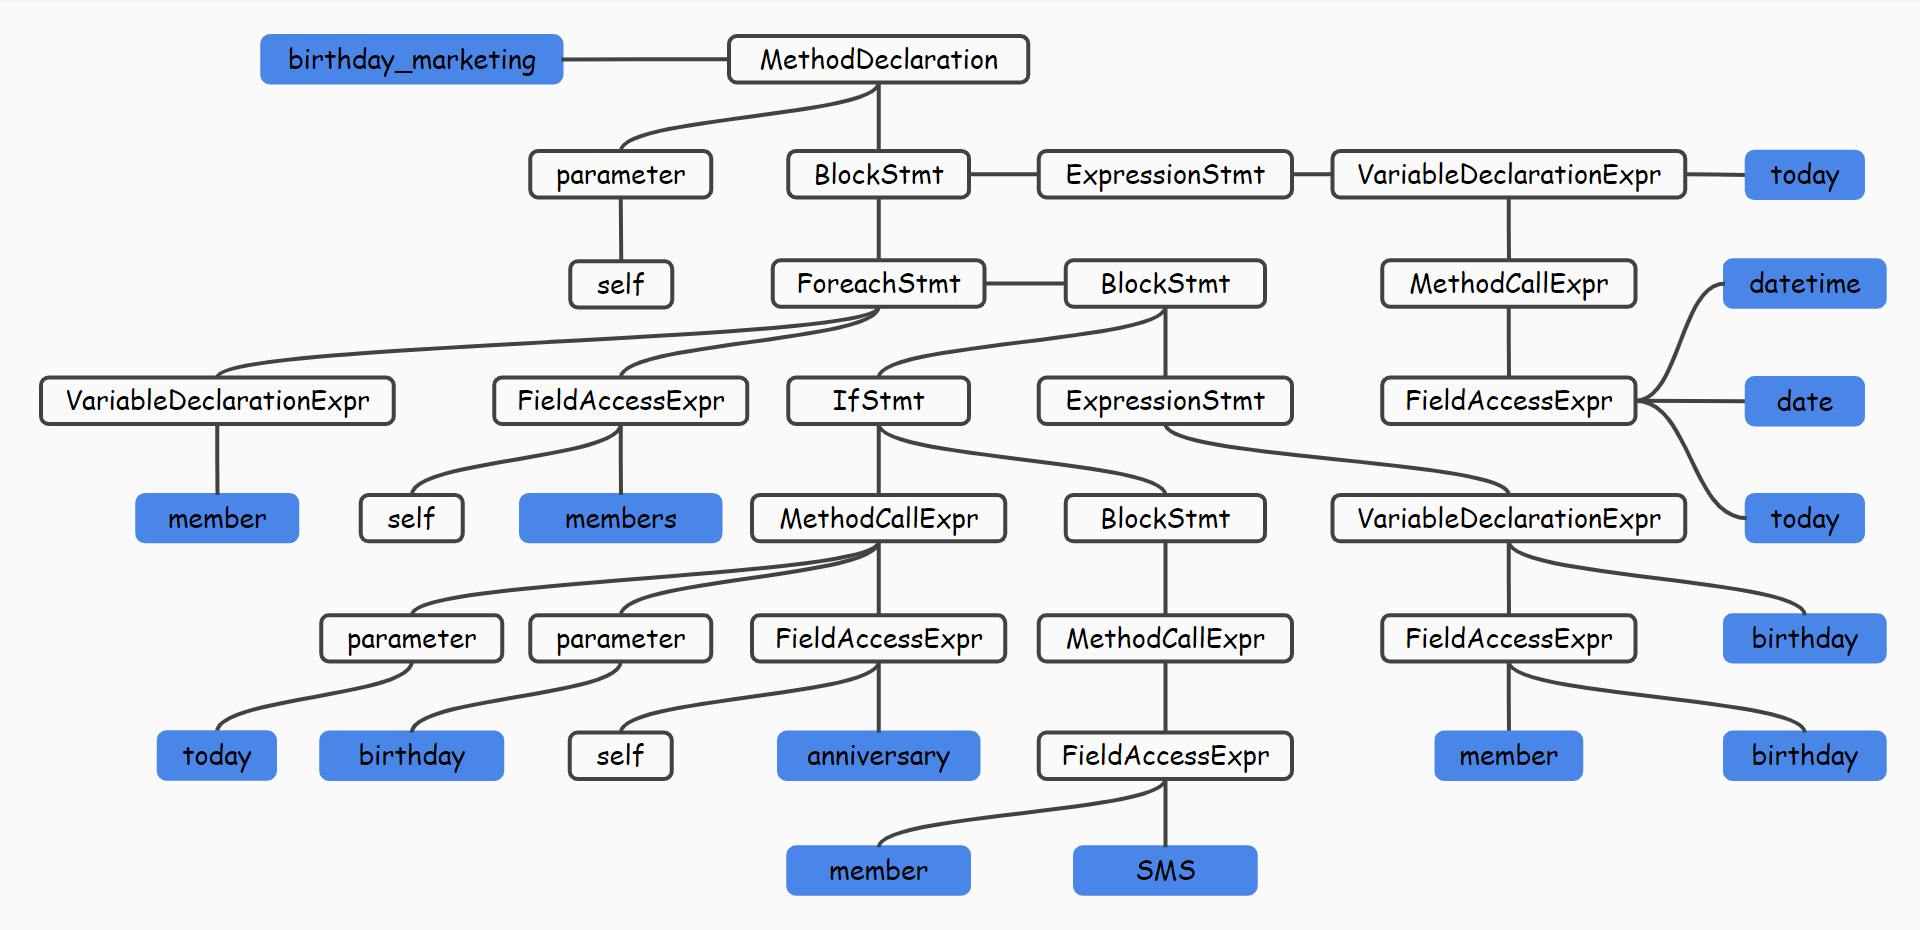 birthday_marketing
MethodDeclaration
parameter
BlockStmt
ExpressionStmt
VariableDeclarationExpr
today
self
ForeachStmt
BlockStmt
MethodCallExpr
datetime
VariableDeclarationExpr
FieldAccessExpr
IfStmt
ExpressionStmt
FieldAccessExpr
date
member
self
members
MethodCallExpr
BlockStmt
VariableDeclarationExpr
today
parameter
parameter
FieldAccessExpr
MethodCallExpr
FieldAccessExpr
birthday
today
birthday
self
anniversary
FieldAccessExpr
member
birthday
member
SMS